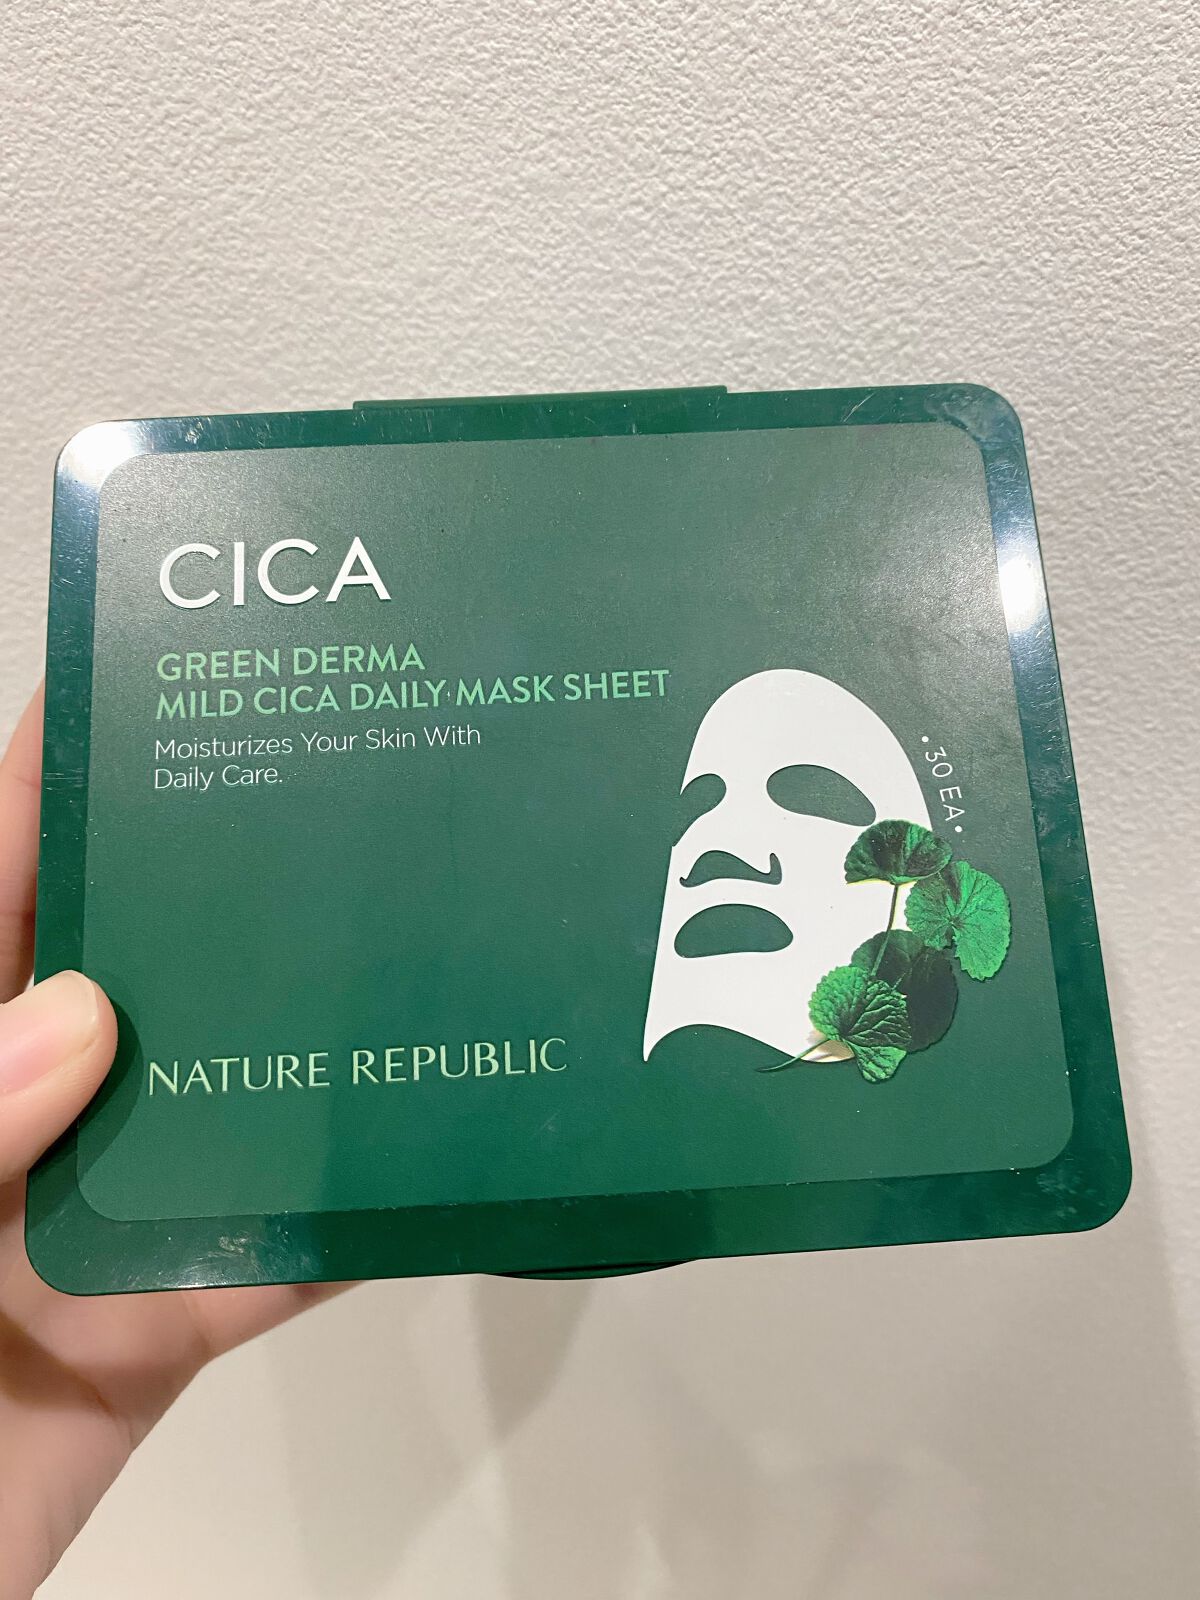 CICA
GREEN DERMA
MILD CICA DAILY MASK SHEET
Moisturizes Your Skin With
Daily Care.
• 30 EA •
NATURE REPUBLIC